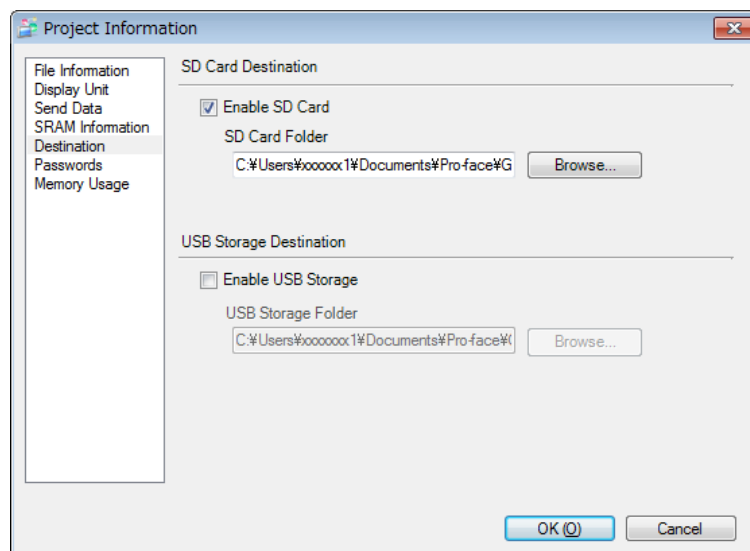 Project Information
File Information
Display Unit
Send Data
SRAM Information
Destination
Passwords
Memory Usage
SD Card Destination
Enable SD Card
SD Card Folder
C:¥Users¥xxxxxx1¥Documents¥Pro-face¥G
Browse...
USB Storage Destination
Enable USB Storage
USB Storage Folder
C:¥Users¥xxxxxxx1¥Documents¥Pro-face¥(
Browse...
OK (O)
Cancel